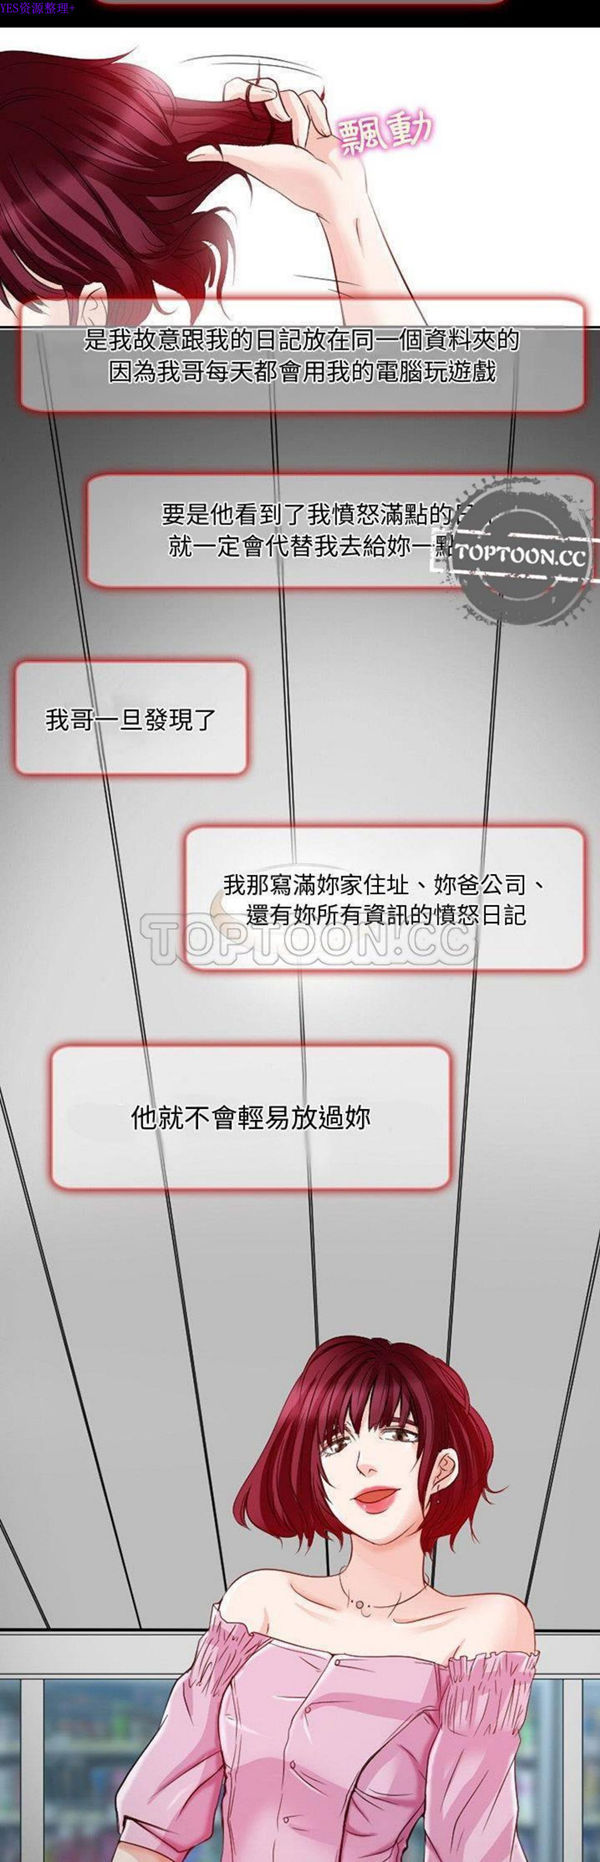 YES资源整理+
飄動
是我故意跟我的日記放在同一個資料夾的
因為我哥每天都會用我的電腦玩遊戲
要是他看到了我憤怒滿點的日
就一定會代替我去給妳一點
TOPTOON.CC
我哥一旦發現了
我那寫滿妳家住址、妳爸公司、
還有妳所有資訊的憤怒日記
TOPTOON.CC
他就不會輕易放過妳